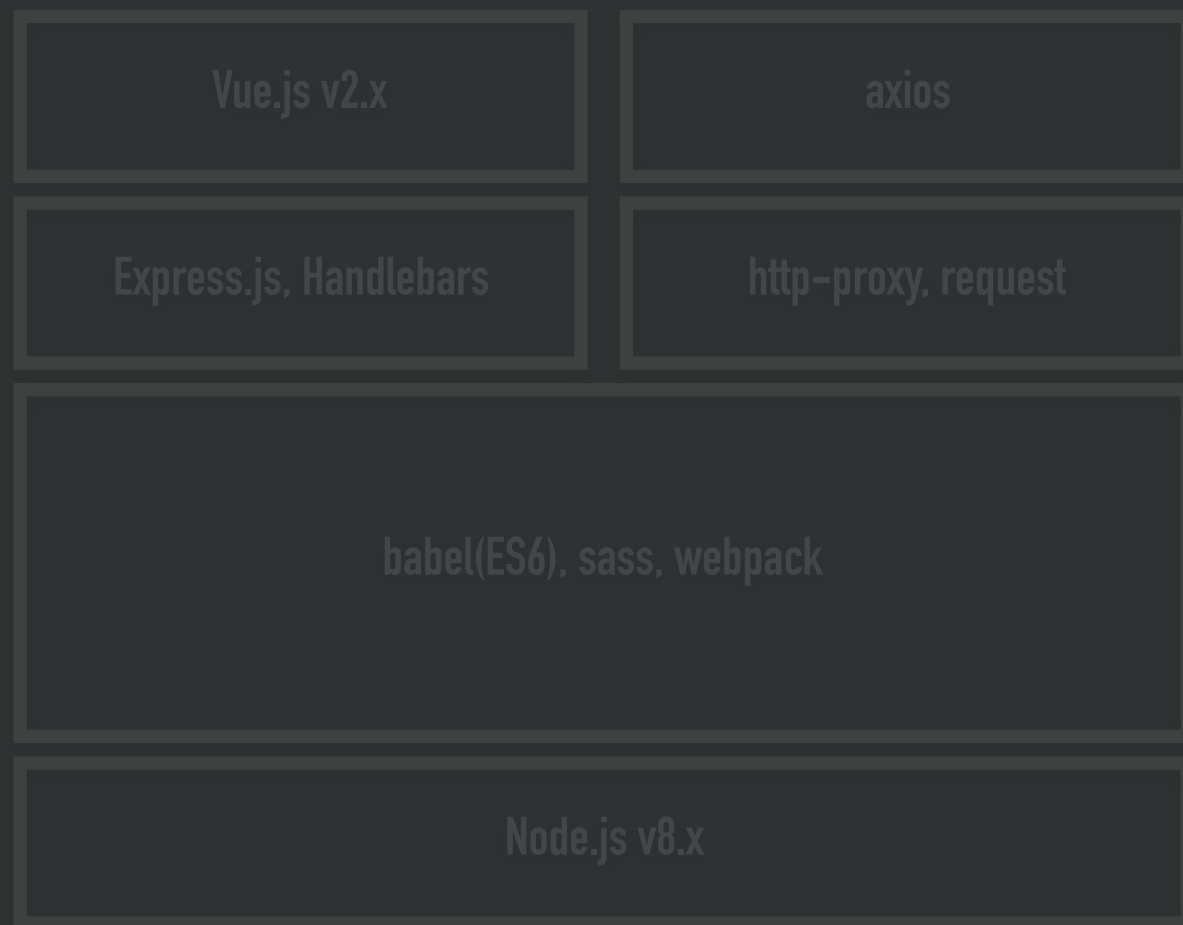 Vue.js v2.x
axios
Express.js, Handlebars
http-proxy, request
babel(ES6), sass, webpack
Node.js v8.x